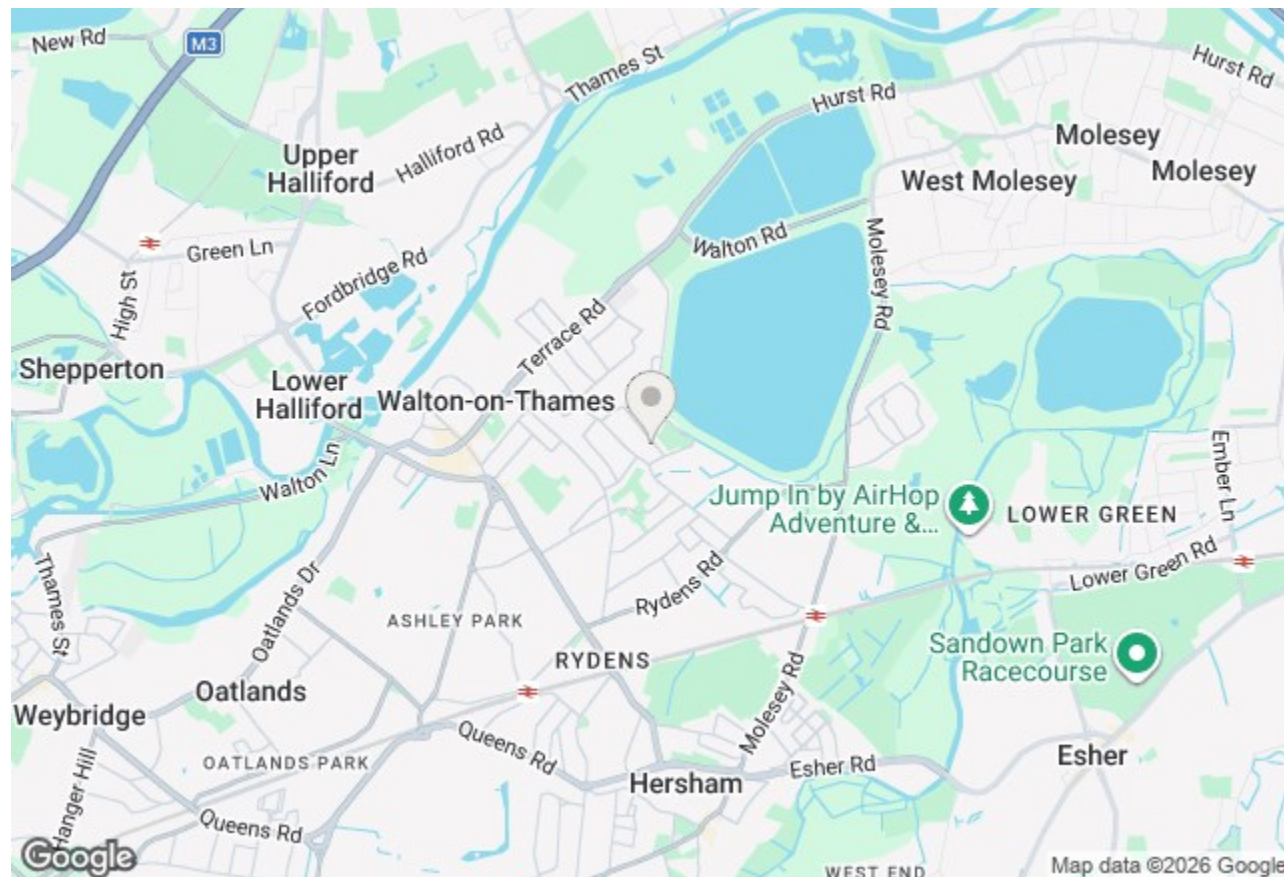 New Rd
M3
Thames St
Hurst Rd
Hurst Rd
Upper
Halliford
Halliford Rd
Molesey
Molesey
West Molesey
Green Ln
Walton Rd
Molesey Rd
High St
Fordbridge Rd
Terrace Rd
Shepperton
Lower
Halliford
Walton-on-Thames
Walton Ln
Ember Ln
Jump In by AirHop
Adventure &...
LOWER GREEN
Thames St
Oatlands Dr
Rydens Rd
Lower Green Rd
ASHLEY PARK
RYDENS
Sandown Park
Racecourse
Oatlands
Weybridge
Molesey Rd
Queens Rd
OATLANDS PARK
Hersham
Esher Rd
Esher
Hanger Hill
Queens Rd
Google
WEST END
Map data ©2026 Google